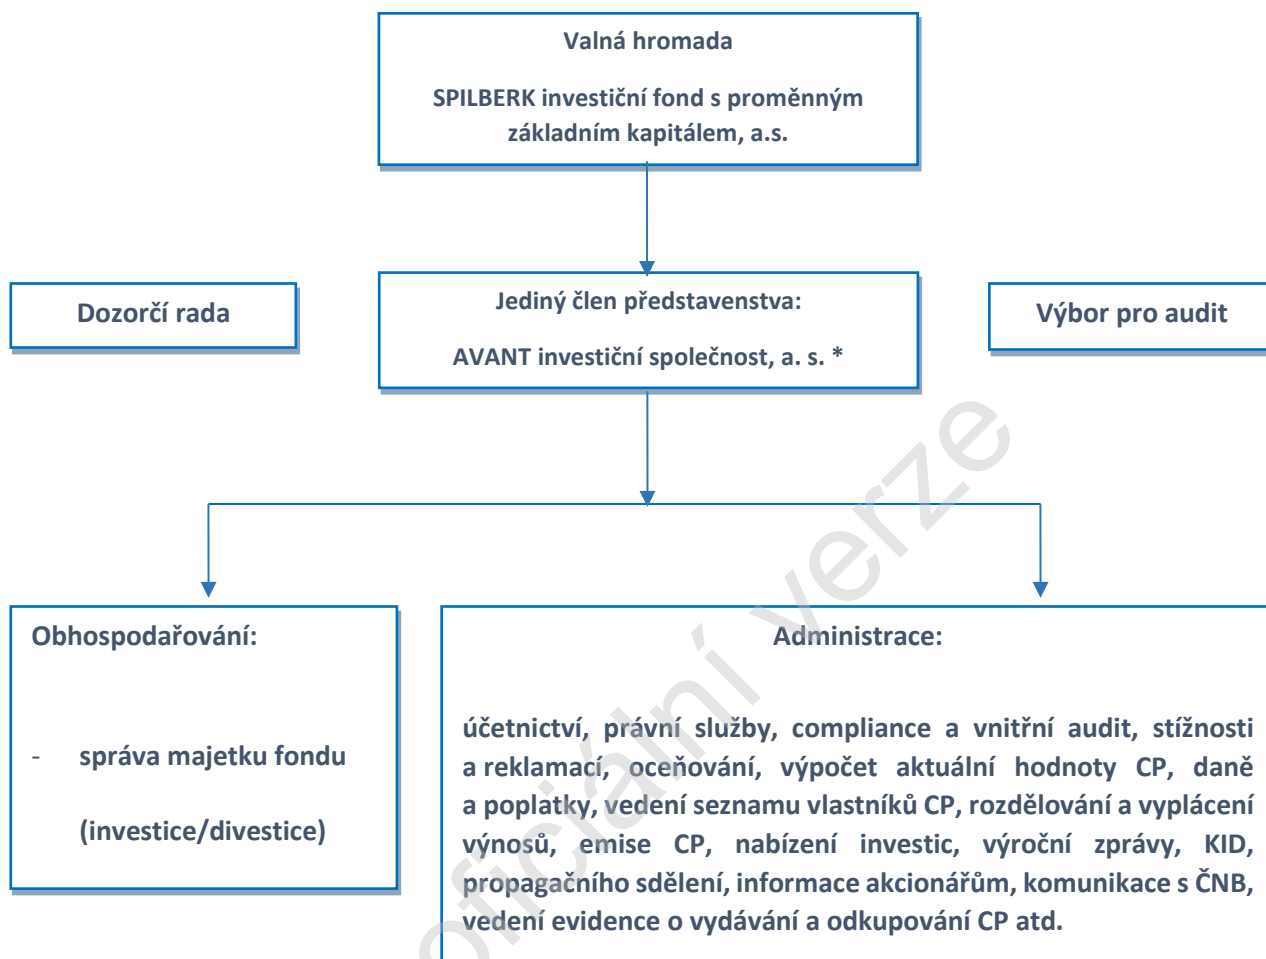 Valná hromada
SPILBERK investiční fond s proměnným
základním kapitálem, a.s.
Dozorčí rada
Jediný člen představenstva:
AVANT investiční společnost, a. s. *
Výbor pro audit
Obhospodařování:
- správa majetku fondu
(investice/divestice)
Administrace:
účetnictví, právní služby, compliance a vnitřní audit, stížnosti
a reklamací, oceňování, výpočet aktuální hodnoty CP, daně
a poplatky, vedení seznamu vlastníků CP, rozdělování a vyplácení
výnosů, emise CP, nabízení investic, výroční zprávy, KID,
propagačního sdělení, informace akcionářům, komunikace s ČNB,
vedení evidence o vydávání a odkupování CP atd.
oficiální verze